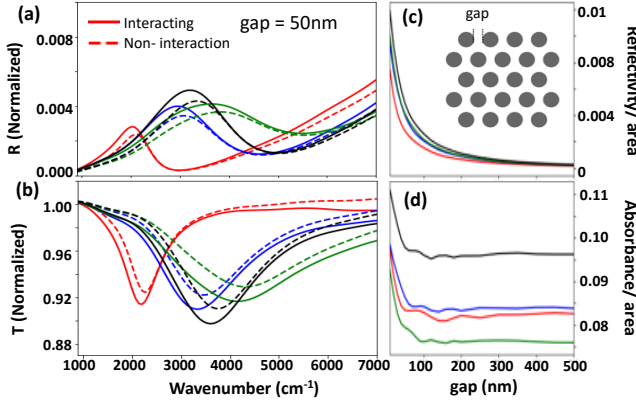 (a)
Interacting
Non- interaction
gap = 50nm
0.008
0.004
0.000
R (Normalized)
(b)
1.00
0.96
0.92
0.88
T (Normalized)
1000 2000 3000 4000 5000 6000 7000
Wavenumber (cm⁻¹)
(c)
gap
0.01
0.008
0.004
0
Reflectivity/ area
(d)
0.11
0.10
0.09
0.08
Absorbance/ area
0 100 200 300 400 500
gap (nm)